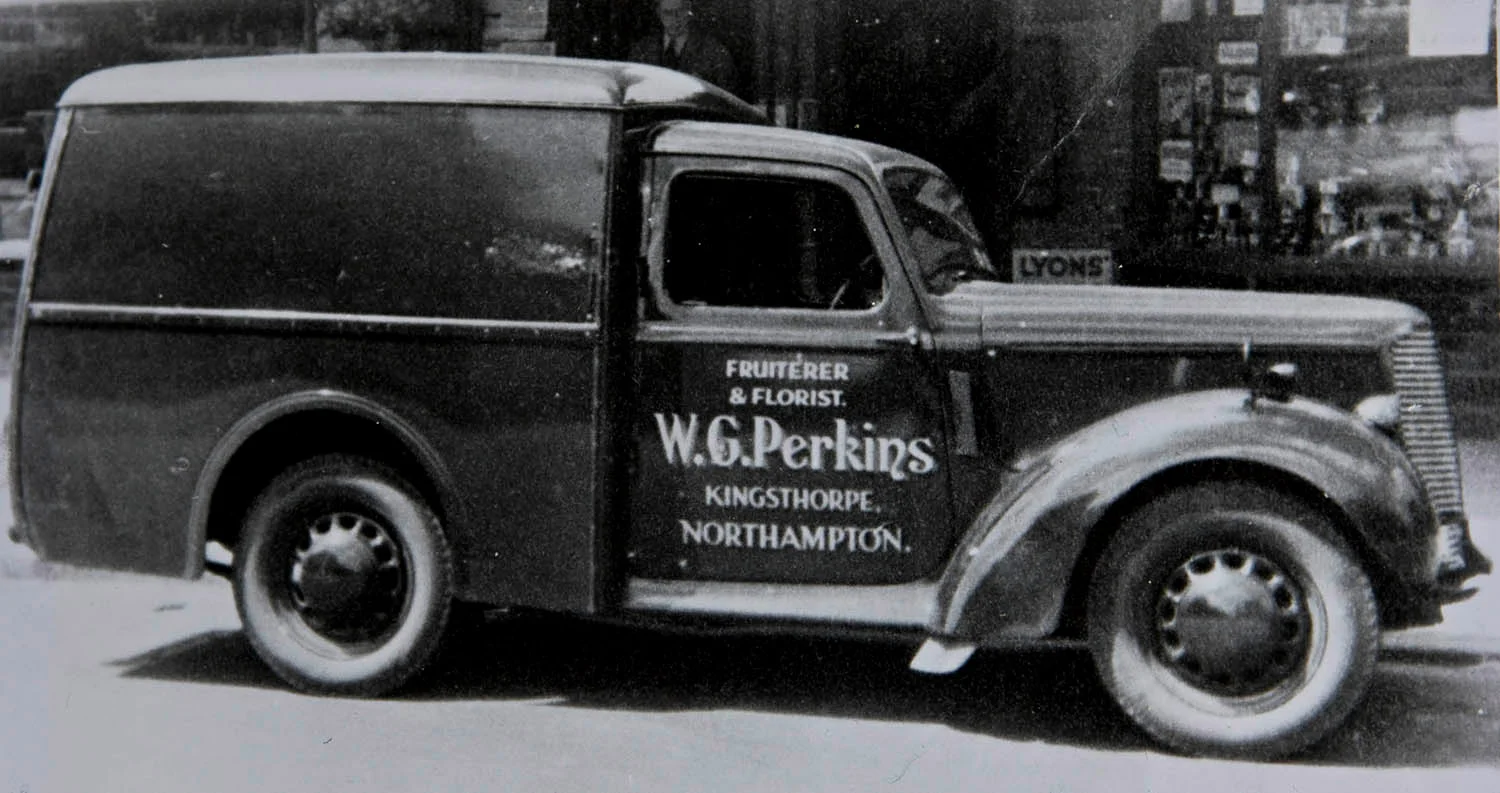 LYONS'
FRUITERER
& FLORIST.
W.G.Perkins
KINGSTHORPE,
NORTHAMPTON.